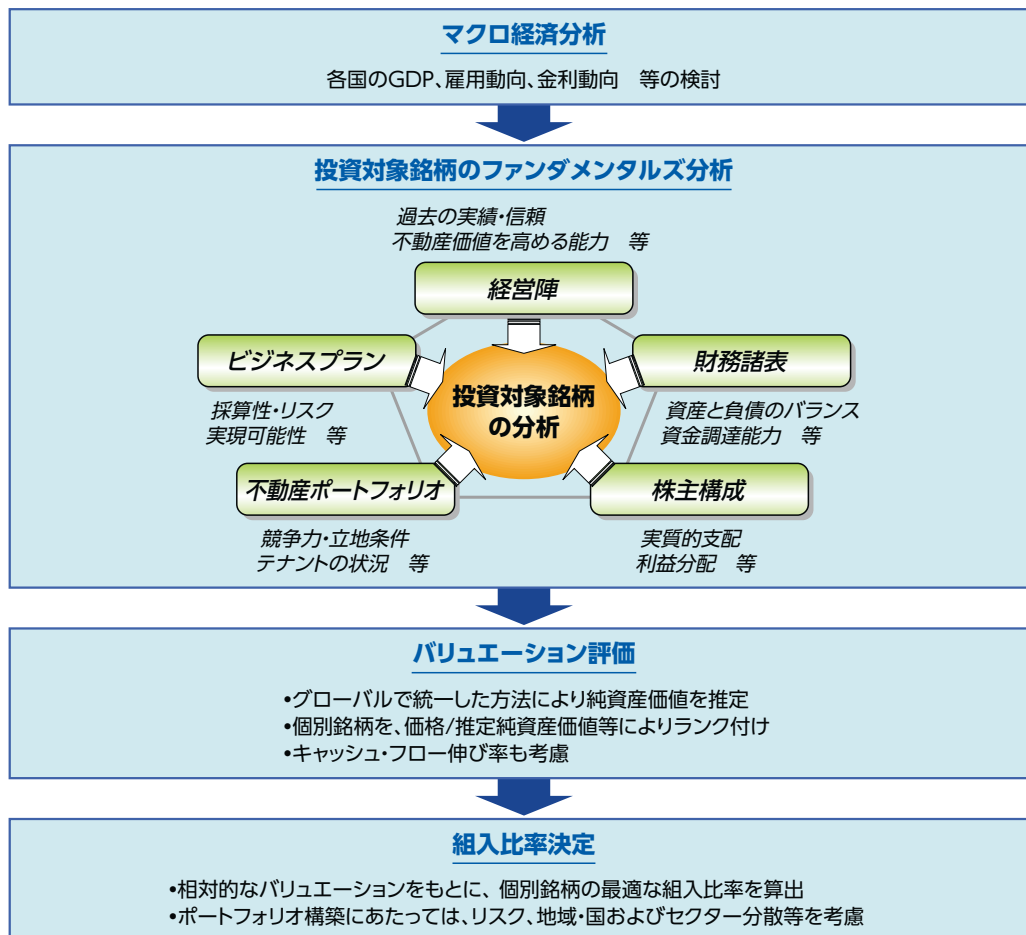 マクロ経済分析
各国のGDP、雇用動向、金利動向　等の検討
投資対象銘柄のファンダメンタルズ分析
過去の実績・信頼
不動産価値を高める能力　等
経営陣
ビジネスプラン
採算性・リスク
実現可能性　等
財務諸表
資産と負債のバランス
資金調達能力　等
投資対象銘柄
の分析
不動産ポートフォリオ
競争力・立地条件
テナントの状況　等
株主構成
実質的支配
利益分配　等
バリュエーション評価
•グローバルで統一した方法により純資産価値を推定
•個別銘柄を、価格/推定純資産価値等によりランク付け
•キャッシュ・フロー伸び率も考慮
組入比率決定
•相対的なバリュエーションをもとに、個別銘柄の最適な組入比率を算出
•ポートフォリオ構築にあたっては、リスク、地域・国およびセクター分散等を考慮